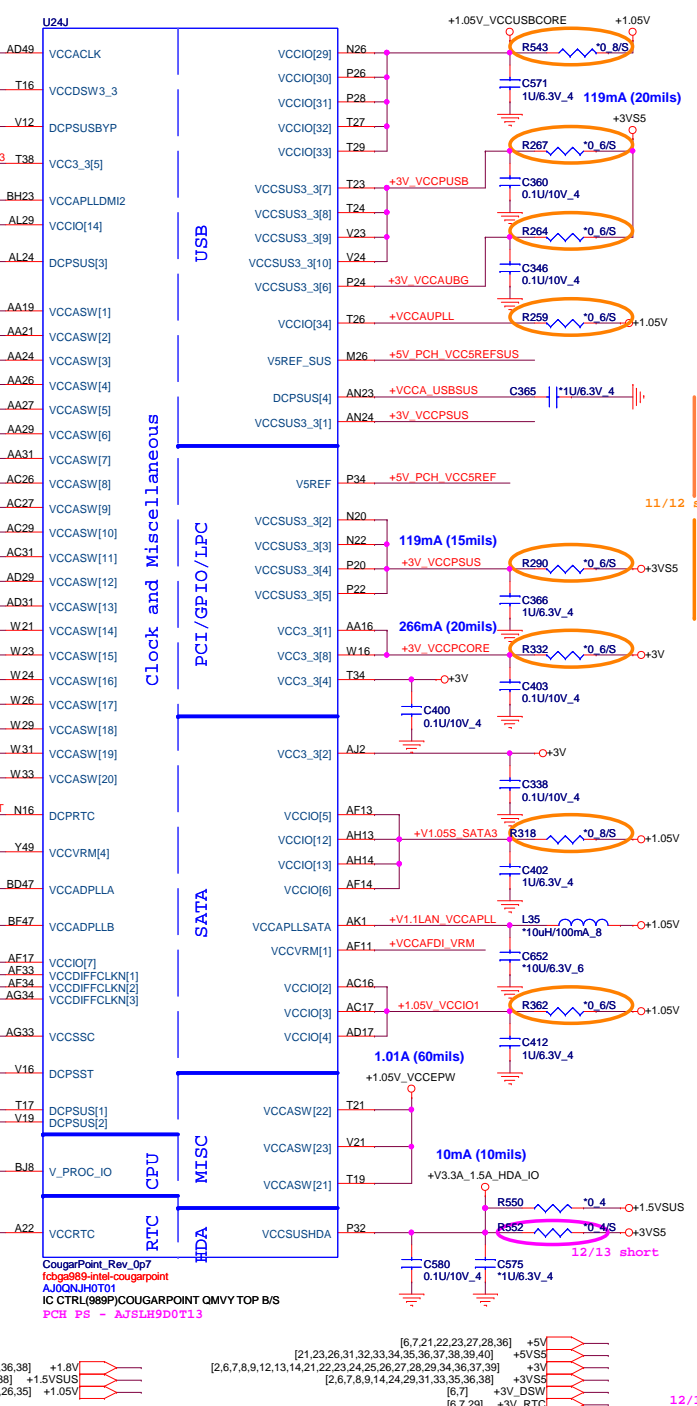 U24J
+1.05V_VCCUSBCORE +1.05V
AD49 VCCACLK VCCIO[29] N26 R543 *0_8/S
VCCIO[30] P26
T16 VCCDSW3_3 VCCIO[31] P28 C571
1U/6.3V_4
119mA (20mils)
V12 DCPSUSBYP VCCIO[32] T27 +3VS5
VCCIO[33] T29 R267 *0_6/S
3 T38 VCC3_3[5]
VCCSUS3_3[7] T23 +3V_VCCPUSB C360
0.1U/10V_4
BH23 VCCAPLLDMI2 VCCSUS3_3[8] T24
AL29 VCCIO[14] VCCSUS3_3[9] V23 R264 *0_6/S
USB
AL24 DCPSUS[3] VCCSUS3_3[10] V24
VCCSUS3_3[6] P24 +3V_VCCAUBG C346
0.1U/10V_4
AA19 VCCASW[1] VCCIO[34] T26 +VCCAUPLL R259 *0_6/S +1.05V
AA21 VCCASW[2]
AA24 VCCASW[3] V5REF_SUS M26 +5V_PCH_VCC5REFSUS
AA26 VCCASW[4]
AA27 VCCASW[5] DCPSUS[4] AN23 +VCCA_USBSUS C365 *1U/6.3V_4
AA29 VCCASW[6] VCCSUS3_3[1] AN24 +3V_VCCPSUS
AA31 VCCASW[7]
AC26 VCCASW[8] V5REF P34 +5V_PCH_VCC5REF
11/12 s
AC27 VCCASW[9]
Clock and Miscellaneous
PCI/GPIO/LPC
AC29 VCCASW[10] VCCSUS3_3[2] N20
119mA (15mils)
AC31 VCCASW[11] VCCSUS3_3[3] N22
AD29 VCCASW[12] VCCSUS3_3[4] P20 +3V_VCCPSUS R290 *0_6/S +3VS5
AD31 VCCASW[13] VCCSUS3_3[5] P22 C366
1U/6.3V_4
W21 VCCASW[14] VCC3_3[1] AA16 266mA (20mils)
W23 VCCASW[15] VCC3_3[8] W16 +3V_VCCPCORE R332 *0_6/S +3V
W24 VCCASW[16] VCC3_3[4] T34 +3V
C403
0.1U/10V_4
W26 VCCASW[17]
C400
0.1U/10V_4
W29 VCCASW[18]
W31 VCCASW[19] VCC3_3[2] AJ2 +3V
W33 VCCASW[20]
C338
0.1U/10V_4
T N16 DCPRTC VCCIO[5] AF13
Y49 VCCVRM[4] VCCIO[12] AH13 +V1.05S_SATA3 R318 *0_8/S +1.05V
VCCIO[13] AH14
C402
1U/6.3V_4
BD47 VCCADPLLA VCCIO[6] AF14
SATA
BF47 VCCADPLLB VCCAPLLSATA AK1 +V1.1LAN_VCCAPLL L35 +1.05V
*10uH/100mA_8
VCCVRM[1] AF11 +VCCAFDI_VRM
C652
*10U/6.3V_6
AF17 VCCIO[7]
AF33 VCCDIFFCLKN[1]
AF34 VCCDIFFCLKN[2] VCCIO[2] AC16
AG34 VCCDIFFCLKN[3]
VCCIO[3] AC17 +1.05V_VCCIO1 R362 *0_6/S +1.05V
AG33 VCCSSC VCCIO[4] AD17
C412
1U/6.3V_4
1.01A (60mils)
V16 DCPSST
+1.05V_VCCEPW
T17 DCPSUS[1] VCCASW[22] T21
V19 DCPSUS[2]
MISC
VCCASW[23] V21
10mA (10mils)
CPU
BJ8 V_PROC_IO VCCASW[21] T19 +V3.3A_1.5A_HDA_IO
R550 *0_4 +1.5VSUS
RTC
HDA
A22 VCCRTC VCCSUSHDA P32 R552 *0_4/S +3VS5
12/13 short
C580
0.1U/10V_4
C575
*1U/6.3V_4
CougarPoint_Rev_0p7
fcbga989-intel-cougarpoint
AJ0QNJH0T01
IC CTRL(989P)COUGARPOINT QMVY TOP B/S
PCH PS - AJSLH9D0T13
[6,7,21,22,23,27,28,36] +5V
[21,23,26,31,32,33,34,35,36,37,38,39,40] +5VS5
36,38] +1.8V [2,6,7,8,9,12,13,14,21,22,23,24,25,26,27,28,29,34,36,37,39] +3V
38] +1.5VSUS [2,6,7,8,9,14,24,29,31,33,35,36,38] +3VS5
26,35] +1.05V [6,7] +3V_DSW
[6,7,29] +3V_RTC
12/1